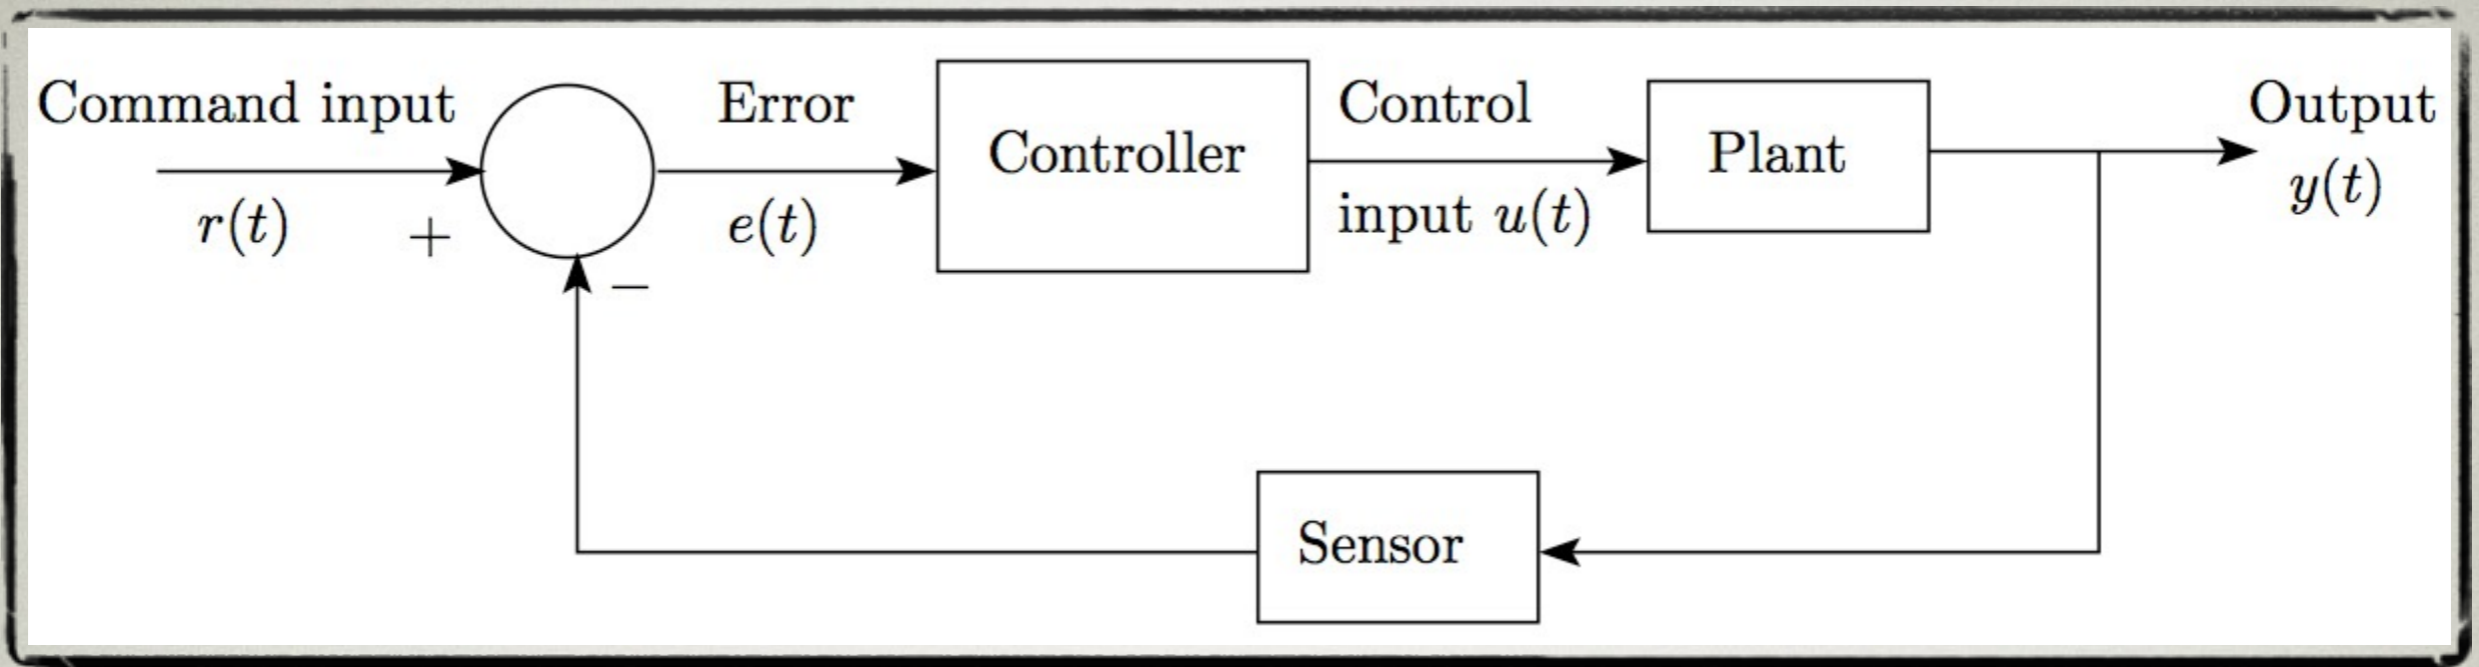 Command input
r(t)
+
−
Error
e(t)
Controller
Control
input u(t)
Plant
Output
y(t)
Sensor